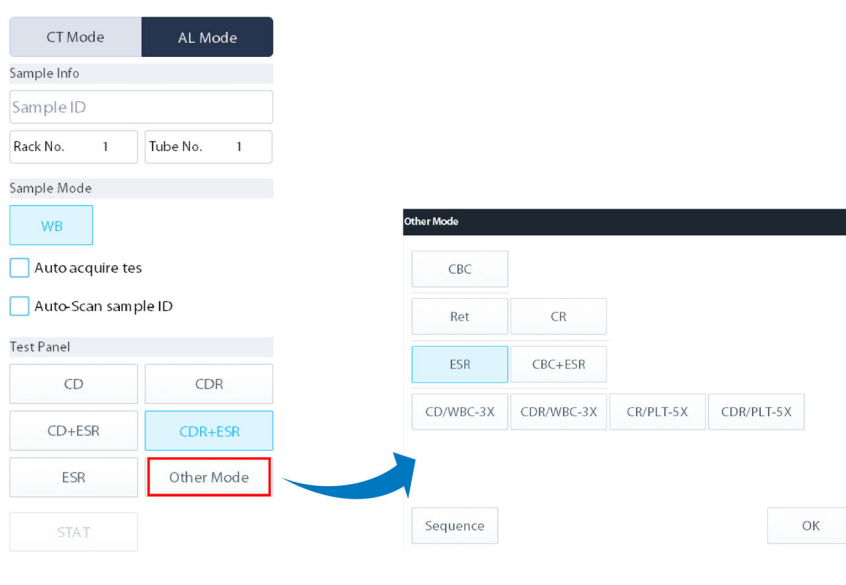 CT Mode AL Mode
Sample Info
Sample ID
Rack No. 1 Tube No. 1
Sample Mode
WB
Auto acquire tes
Auto-Scan sample ID
Test Panel
CD CDR
CD+ESR CDR+ESR
ESR Other Mode
STAT
Other Mode
CBC
Ret CR
ESR CBC+ESR
CD/WBC-3X CDR/WBC-3X CR/PLT-5X CDR/PLT-5X
Sequence OK